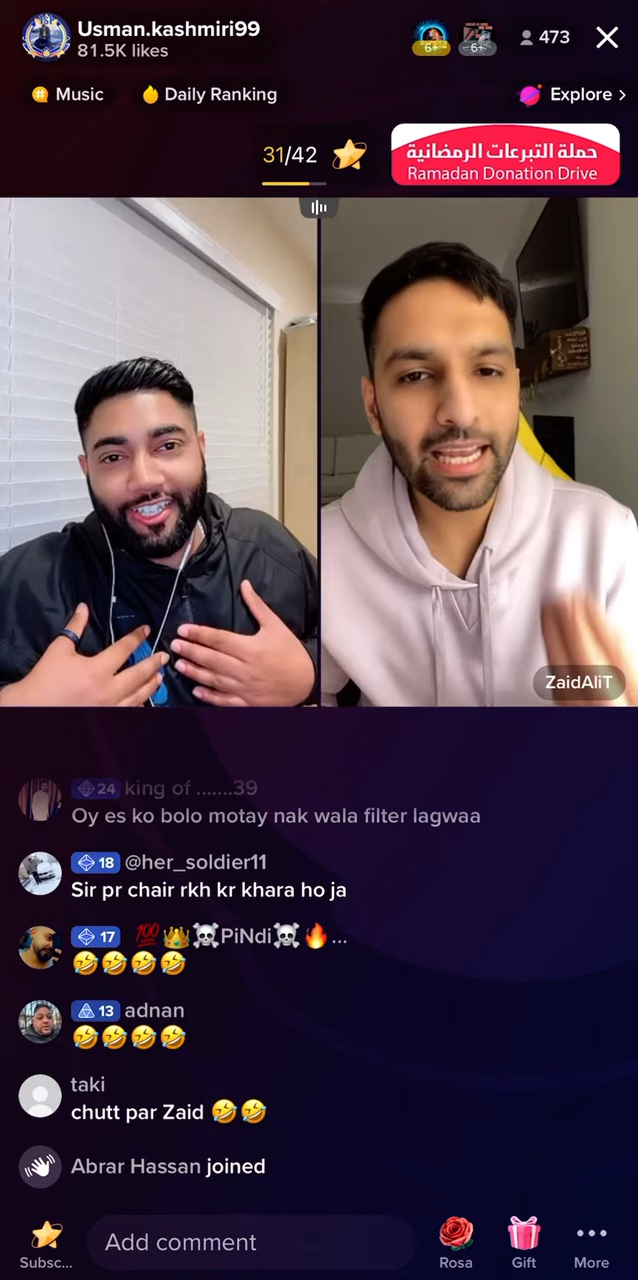 Usman.kashmiri99
81.5K likes
6+
6+
473
Music
Daily Ranking
Explore
31/42
حملة التبرعات الرمضانية
Ramadan Donation Drive
ZaidAliT
24 king of .......39
Oy es ko bolo motay nak wala filter lagwaa
18 @her_soldier11
Sir pr chair rkh kr khara ho ja
17 💯👑☠️PiNdi☠️🔥...
🤣🤣🤣🤣
13 adnan
🤣🤣🤣🤣
taki
chutt par Zaid 🤣🤣
Abrar Hassan joined
Add comment
Subsc...
Rosa
Gift
More